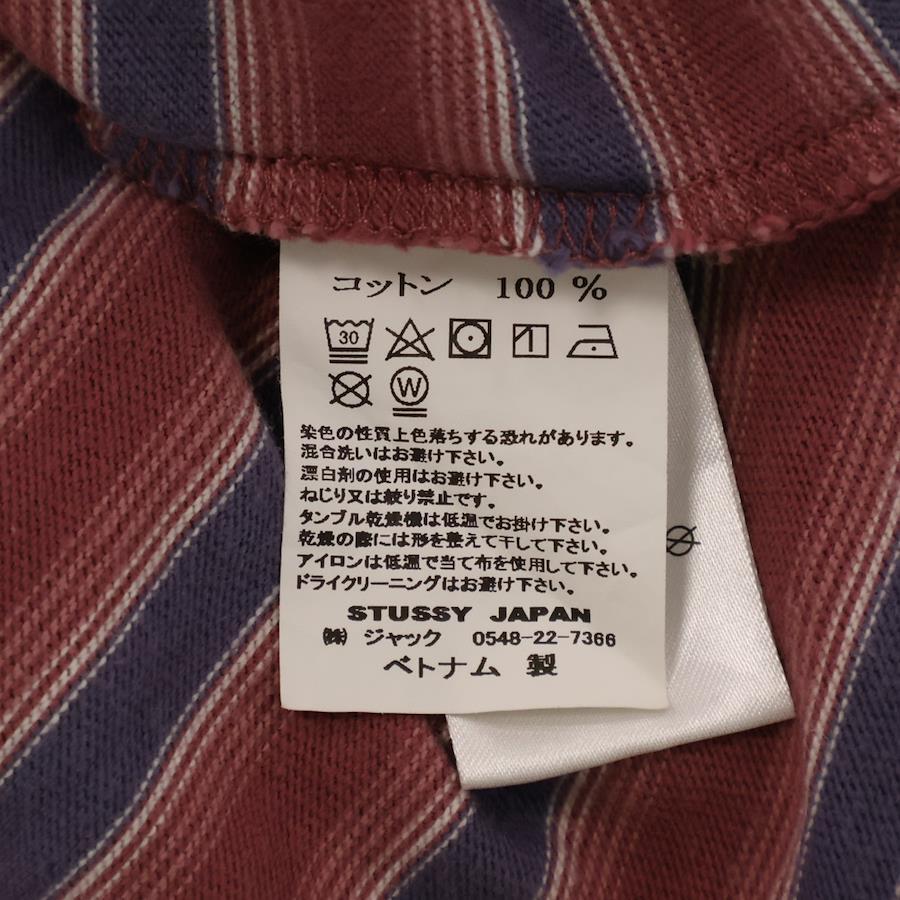 コットン 100 %
30
W
染色の性質上色落ちする恐れがあります。
混合洗いはお避け下さい。
漂白剤の使用はお避け下さい。
ねじり又は絞り禁止です。
タンブル乾燥機は低温でお掛け下さい。
乾燥の際には形を整えて干して下さい。
アイロンは低温で当て布を使用して下さい。
ドライクリーニングはお避け下さい。
STUSSY JAPAN
㈱ ジャック 0548-22-7366
ベトナム 製